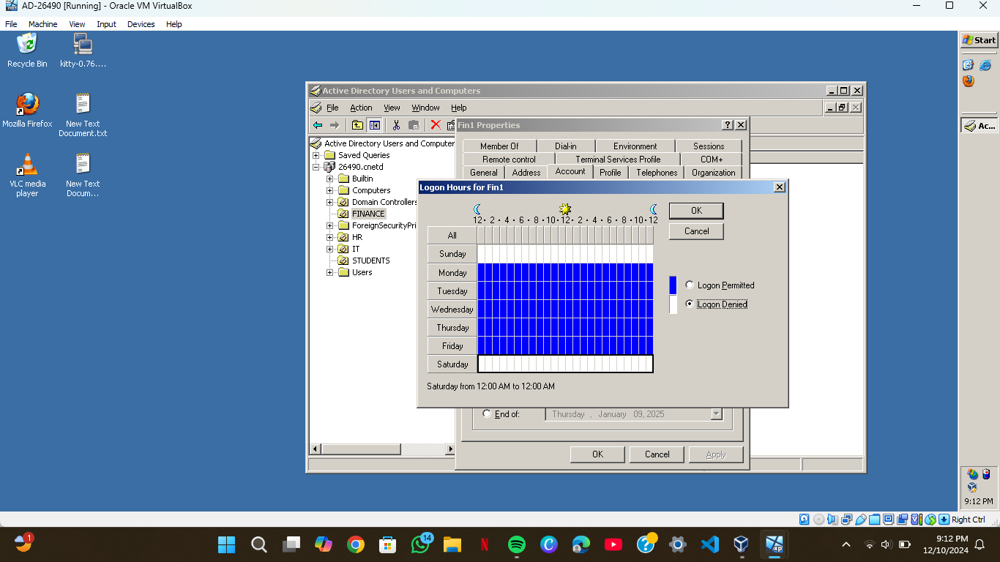 AD-26490 [Running] - Oracle VM VirtualBox
File Machine View Input Devices Help
Recycle Bin
kitty-0.76....
Mozilla Firefox
New Text
Document.txt
VLC media
player
New Text
Docum...
Active Directory Users and Computers
File Action View Window Help
Active Directory Users and Computer
Saved Queries
26490.cnetd
Builtin
Computers
Domain Controllers
FINANCE
ForeignSecurityPri
HR
IT
STUDENTS
Users
Fin1 Properties
Member Of Dial-in Environment Sessions
Remote control Terminal Services Profile COM+
General Address Account Profile Telephones Organization
Logon Hours for Fin1
12 • 2 • 4 • 6 • 8 • 10 • 12 • 2 • 4 • 6 • 8 • 10 • 12
All
Sunday
Monday
Tuesday
Wednesday
Thursday
Friday
Saturday
Saturday from 12:00 AM to 12:00 AM
OK
Cancel
Logon Permitted
Logon Denied
End of: Thursday , January 09, 2025
OK Cancel Apply
Start
Ac...
9:12 PM
Right Ctrl
1
14
9:12 PM
12/10/2024